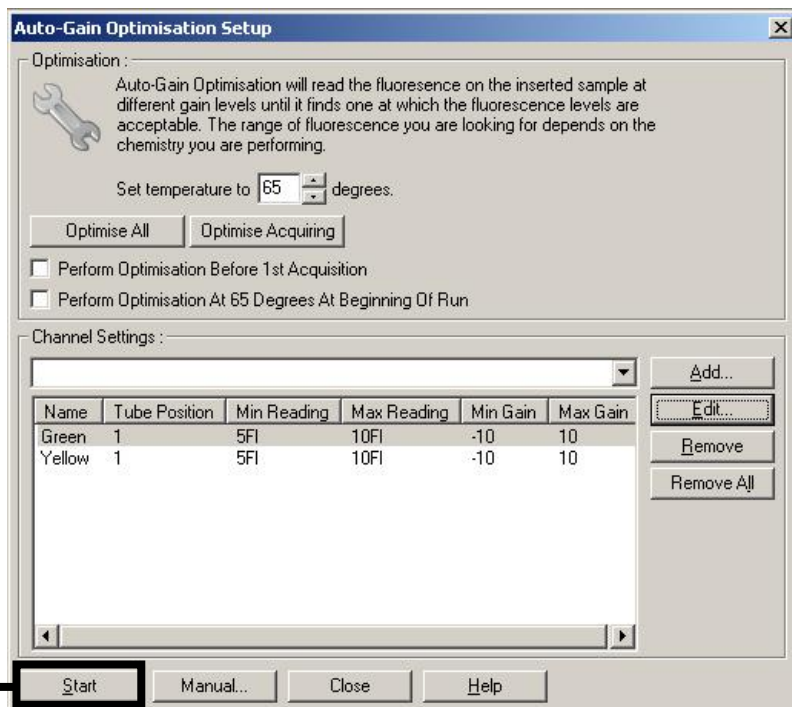 Auto-Gain Optimisation Setup
Optimisation :
Auto-Gain Optimisation will read the fluoresence on the inserted sample at
different gain levels until it finds one at which the fluorescence levels are
acceptable. The range of fluorescence you are looking for depends on the
chemistry you are performing.
Set temperature to 65 degrees.
Optimise All Optimise Acquiring
Perform Optimisation Before 1st Acquisition
Perform Optimisation At 65 Degrees At Beginning Of Run
Channel Settings :
Add...
Name Tube Position Min Reading Max Reading Min Gain Max Gain Edit...
Green 1 5Fl 10Fl -10 10
Yellow 1 5Fl 10Fl -10 10 Remove
Remove All
Start Manual... Close Help